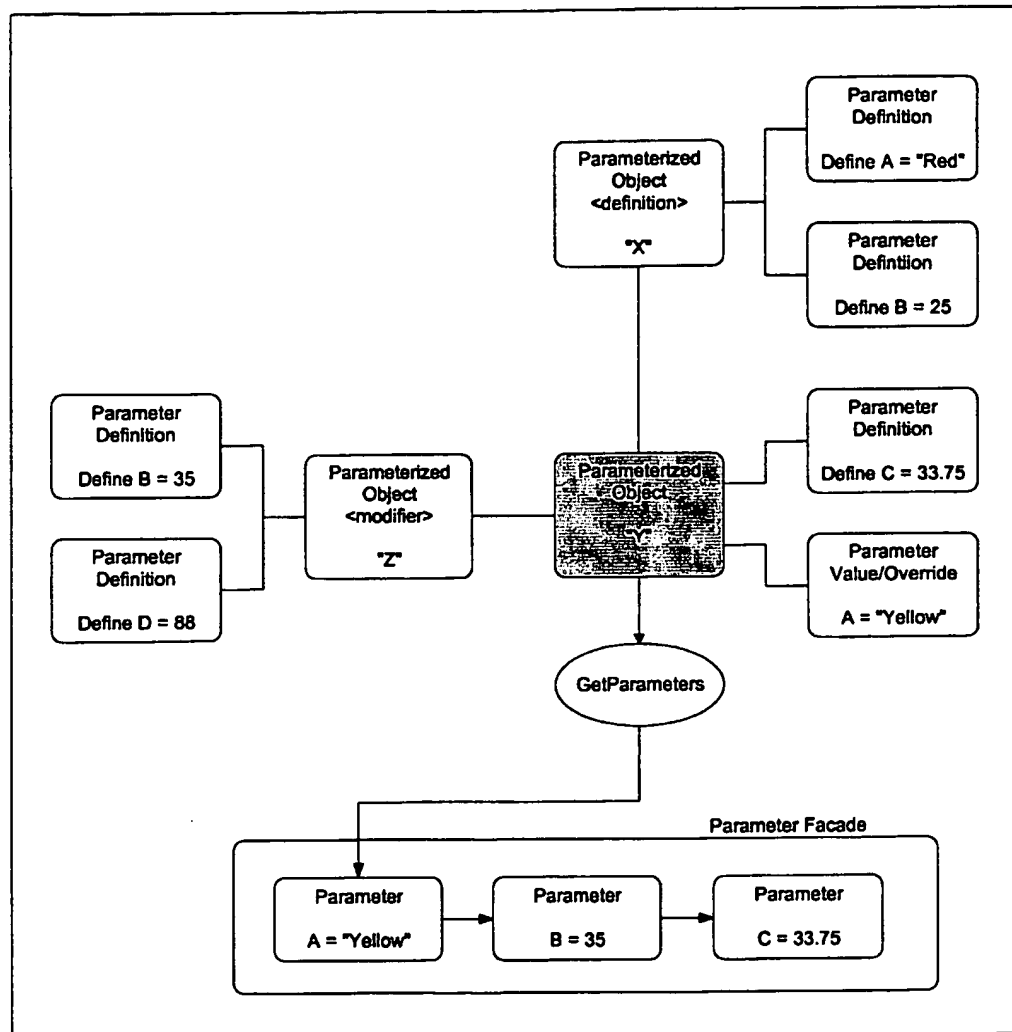 Parameter
Definition
Define A = "Red"
Parameterized
Object
<definition>
"X"
Parameter
Defintiion
Define B = 25
Parameter
Definition
Define B = 35
Parameterized
Object
<modifier>
"Z"
Parameter
Definition
Define D = 88
Parameterized
Object
"Y"
Parameter
Definition
Define C = 33.75
Parameter
Value/Override
A = "Yellow"
GetParameters
Parameter Facade
Parameter
A = "Yellow"
Parameter
B = 35
Parameter
C = 33.75